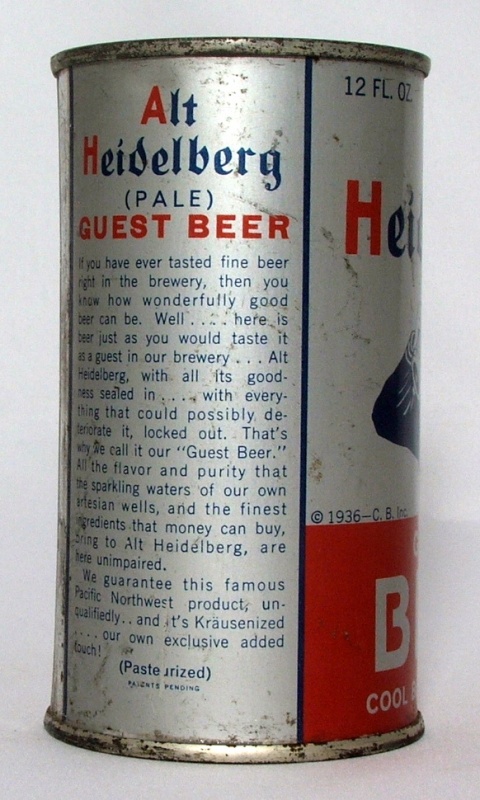 Alt
Heidelberg
(PALE)
GUEST BEER
If you have ever tasted fine beer
right in the brewery, then you
know how wonderfully good
beer can be. Well .... here is
beer just as you would taste it
as a guest in our brewery ... Alt
Heidelberg, with all its good-
ness sealed in .... with every-
thing that could possibly de-
teriorate it, locked out. That's
why we call it our "Guest Beer."
All the flavor and purity that
the sparkling waters of our own
artesian wells, and the finest
ingredients that money can buy,
bring to Alt Heidelberg, are
here unimpaired.
We guarantee this famous
Pacific Northwest product, un-
qualifiedly.. and it's Kräusenized
.... our own exclusive added
touch!
(Pasteurized)
PATENTS PENDING
12 FL. OZ.
Hei
© 1936–C. B. Inc.
B
COOL